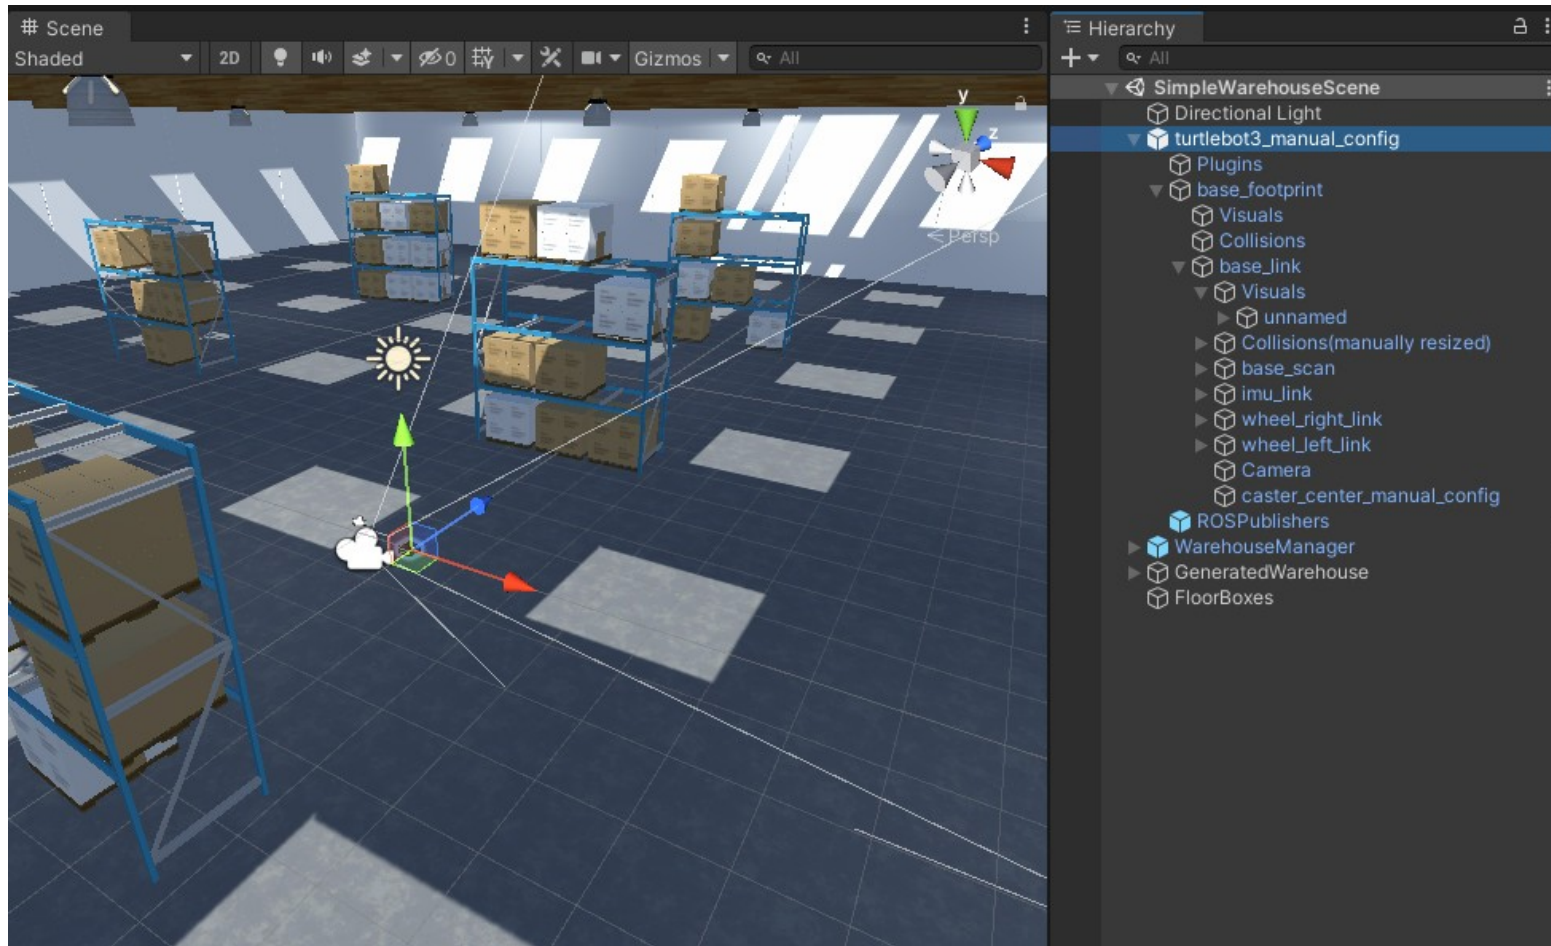 Scene
Shaded
2D
0
Gizmos
All
y
z
Persp
Hierarchy
All
SimpleWarehouseScene
Directional Light
turtlebot3_manual_config
Plugins
base_footprint
Visuals
Collisions
base_link
Visuals
unnamed
Collisions(manually resized)
base_scan
imu_link
wheel_right_link
wheel_left_link
Camera
caster_center_manual_config
ROSPublishers
WarehouseManager
GeneratedWarehouse
FloorBoxes